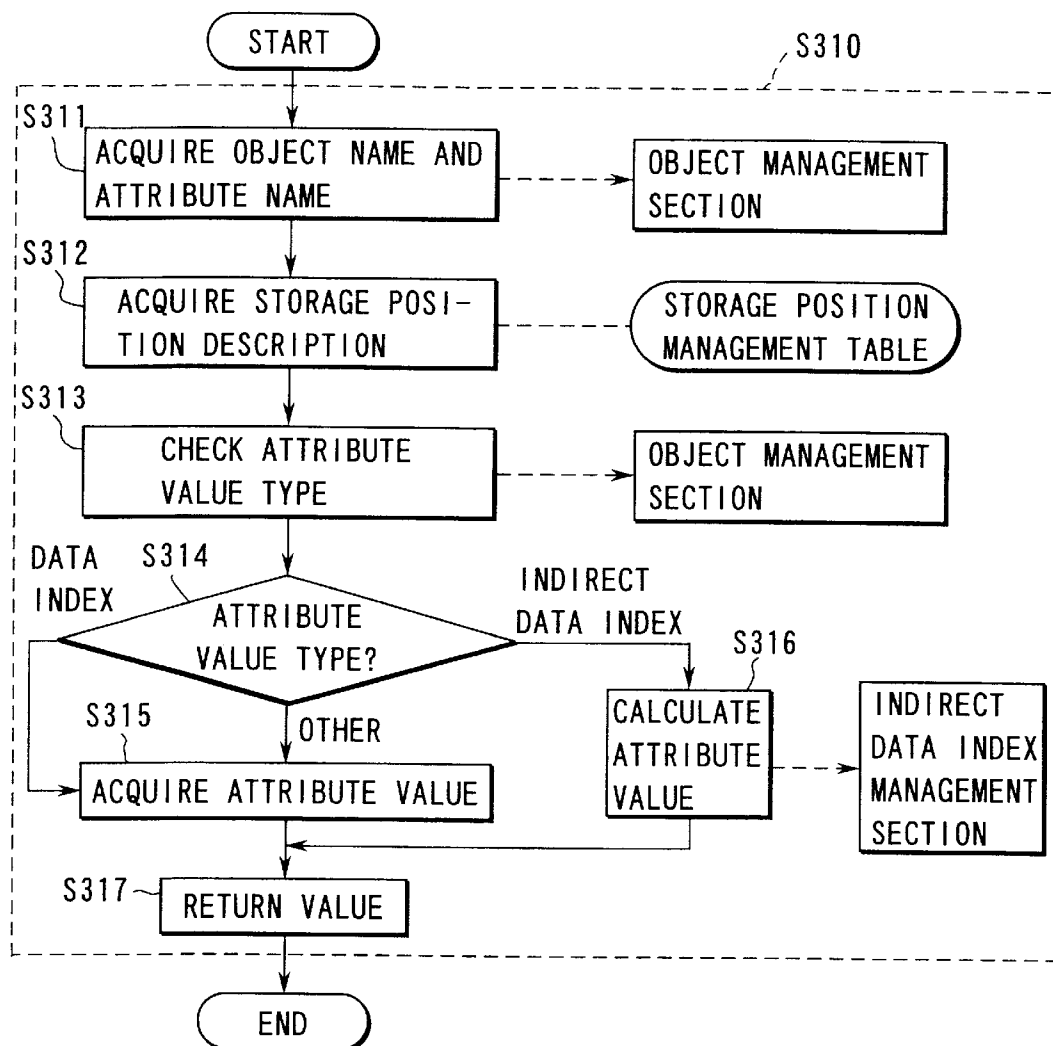 START
S310
S311
ACQUIRE OBJECT NAME AND
ATTRIBUTE NAME
OBJECT MANAGEMENT
SECTION
S312
ACQUIRE STORAGE POSI-
TION DESCRIPTION
STORAGE POSITION
MANAGEMENT TABLE
S313
CHECK ATTRIBUTE
VALUE TYPE
OBJECT MANAGEMENT
SECTION
DATA
INDEX
S314
ATTRIBUTE
VALUE TYPE?
INDIRECT
DATA INDEX
S316
CALCULATE
ATTRIBUTE
VALUE
INDIRECT
DATA INDEX
MANAGEMENT
SECTION
S315
OTHER
ACQUIRE ATTRIBUTE VALUE
S317
RETURN VALUE
END